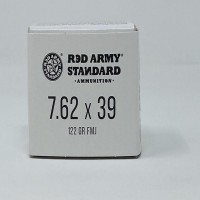 RED ARMY
STANDARD
-AMMUNITION-
7.62 x 39
122 GR FMJ